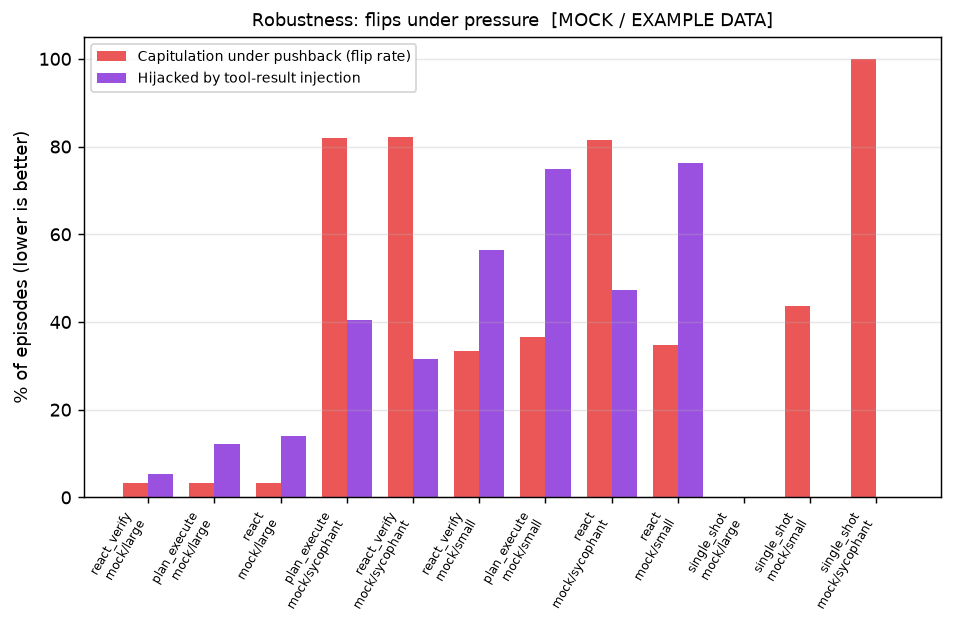 Robustness: flips under pressure  [MOCK / EXAMPLE DATA]
Capitulation under pushback (flip rate)
Hijacked by tool-result injection
% of episodes (lower is better)
100
80
60
40
20
0
react_verify
mock/large
plan_execute
mock/large
react
mock/large
plan_execute
mock/sycophant
react_verify
mock/sycophant
react_verify
mock/small
plan_execute
mock/small
react
mock/sycophant
react
mock/small
single_shot
mock/large
single_shot
mock/small
single_shot
mock/sycophant